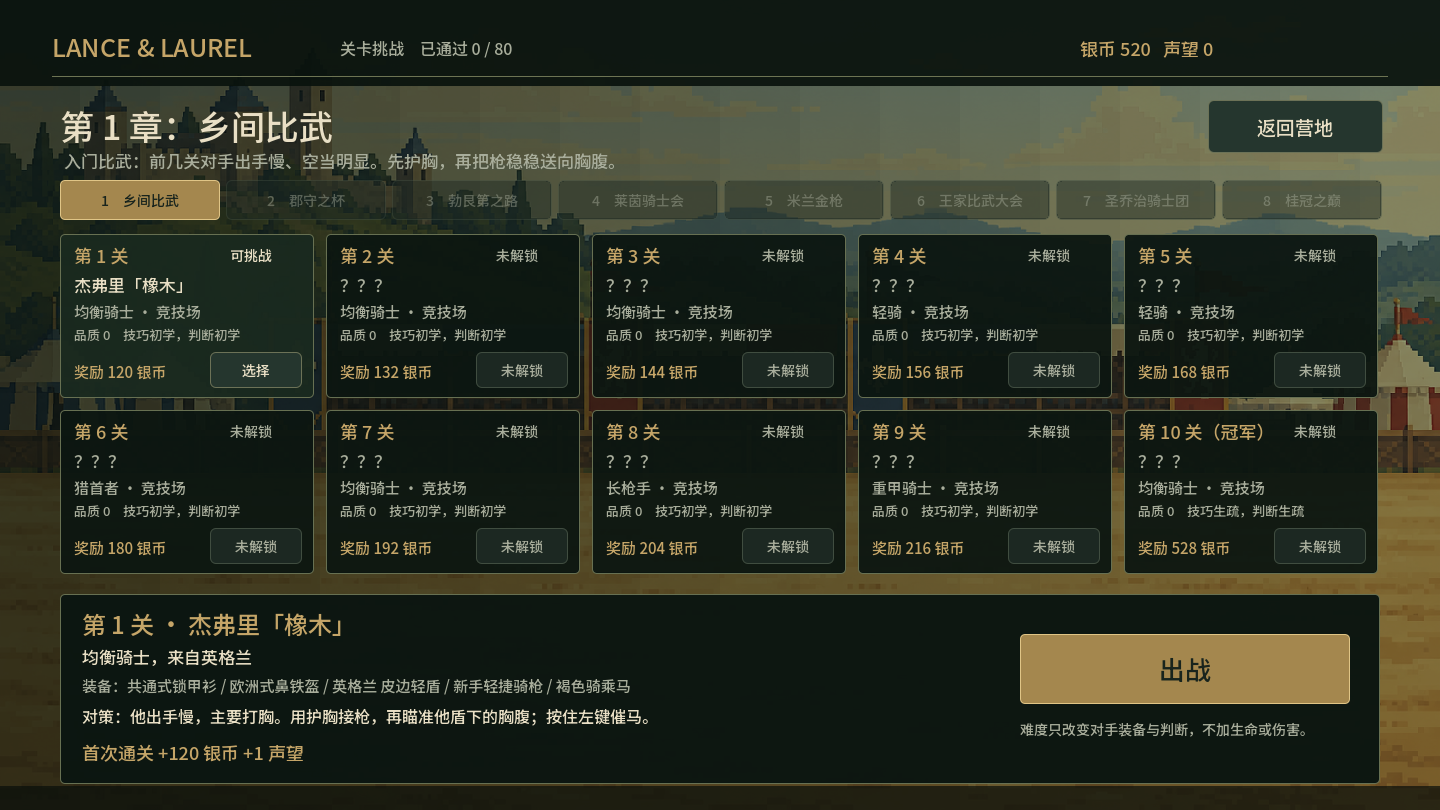 LANCE & LAUREL
关卡挑战 已通过 0 / 80
银币 520 声望 0
第 1 章：乡间比武
返回营地
入门比武：前几关对手出手慢、空当明显。先护胸，再把枪稳稳送向胸腹。
1 乡间比武
2 郡守之杯
3 勃艮第之路
4 莱茵骑士会
5 米兰金枪
6 王家比武大会
7 圣乔治骑士团
8 桂冠之巅
第 1 关 可挑战
杰弗里「橡木」
均衡骑士 · 竞技场
品质 0 技巧初学，判断初学
奖励 120 银币 选择
第 2 关 未解锁
？？？
均衡骑士 · 竞技场
品质 0 技巧初学，判断初学
奖励 132 银币 未解锁
第 3 关 未解锁
？？？
均衡骑士 · 竞技场
品质 0 技巧初学，判断初学
奖励 144 银币 未解锁
第 4 关 未解锁
？？？
轻骑 · 竞技场
品质 0 技巧初学，判断初学
奖励 156 银币 未解锁
第 5 关 未解锁
？？？
轻骑 · 竞技场
品质 0 技巧初学，判断初学
奖励 168 银币 未解锁
第 6 关 未解锁
？？？
猎首者 · 竞技场
品质 0 技巧初学，判断初学
奖励 180 银币 未解锁
第 7 关 未解锁
？？？
均衡骑士 · 竞技场
品质 0 技巧初学，判断初学
奖励 192 银币 未解锁
第 8 关 未解锁
？？？
长枪手 · 竞技场
品质 0 技巧初学，判断初学
奖励 204 银币 未解锁
第 9 关 未解锁
？？？
重甲骑士 · 竞技场
品质 0 技巧初学，判断初学
奖励 216 银币 未解锁
第 10 关（冠军） 未解锁
？？？
均衡骑士 · 竞技场
品质 0 技巧生疏，判断生疏
奖励 528 银币 未解锁
第 1 关 · 杰弗里「橡木」
均衡骑士，来自英格兰
装备：共通式锁甲衫 / 欧洲式鼻铁盔 / 英格兰 皮边轻盾 / 新手轻捷骑枪 / 褐色骑乘马
对策：他出手慢，主要打胸。用护胸接枪，再瞄准他盾下的胸腹；按住左键催马。
首次通关 +120 银币 +1 声望
出战
难度只改变对手装备与判断，不加生命或伤害。